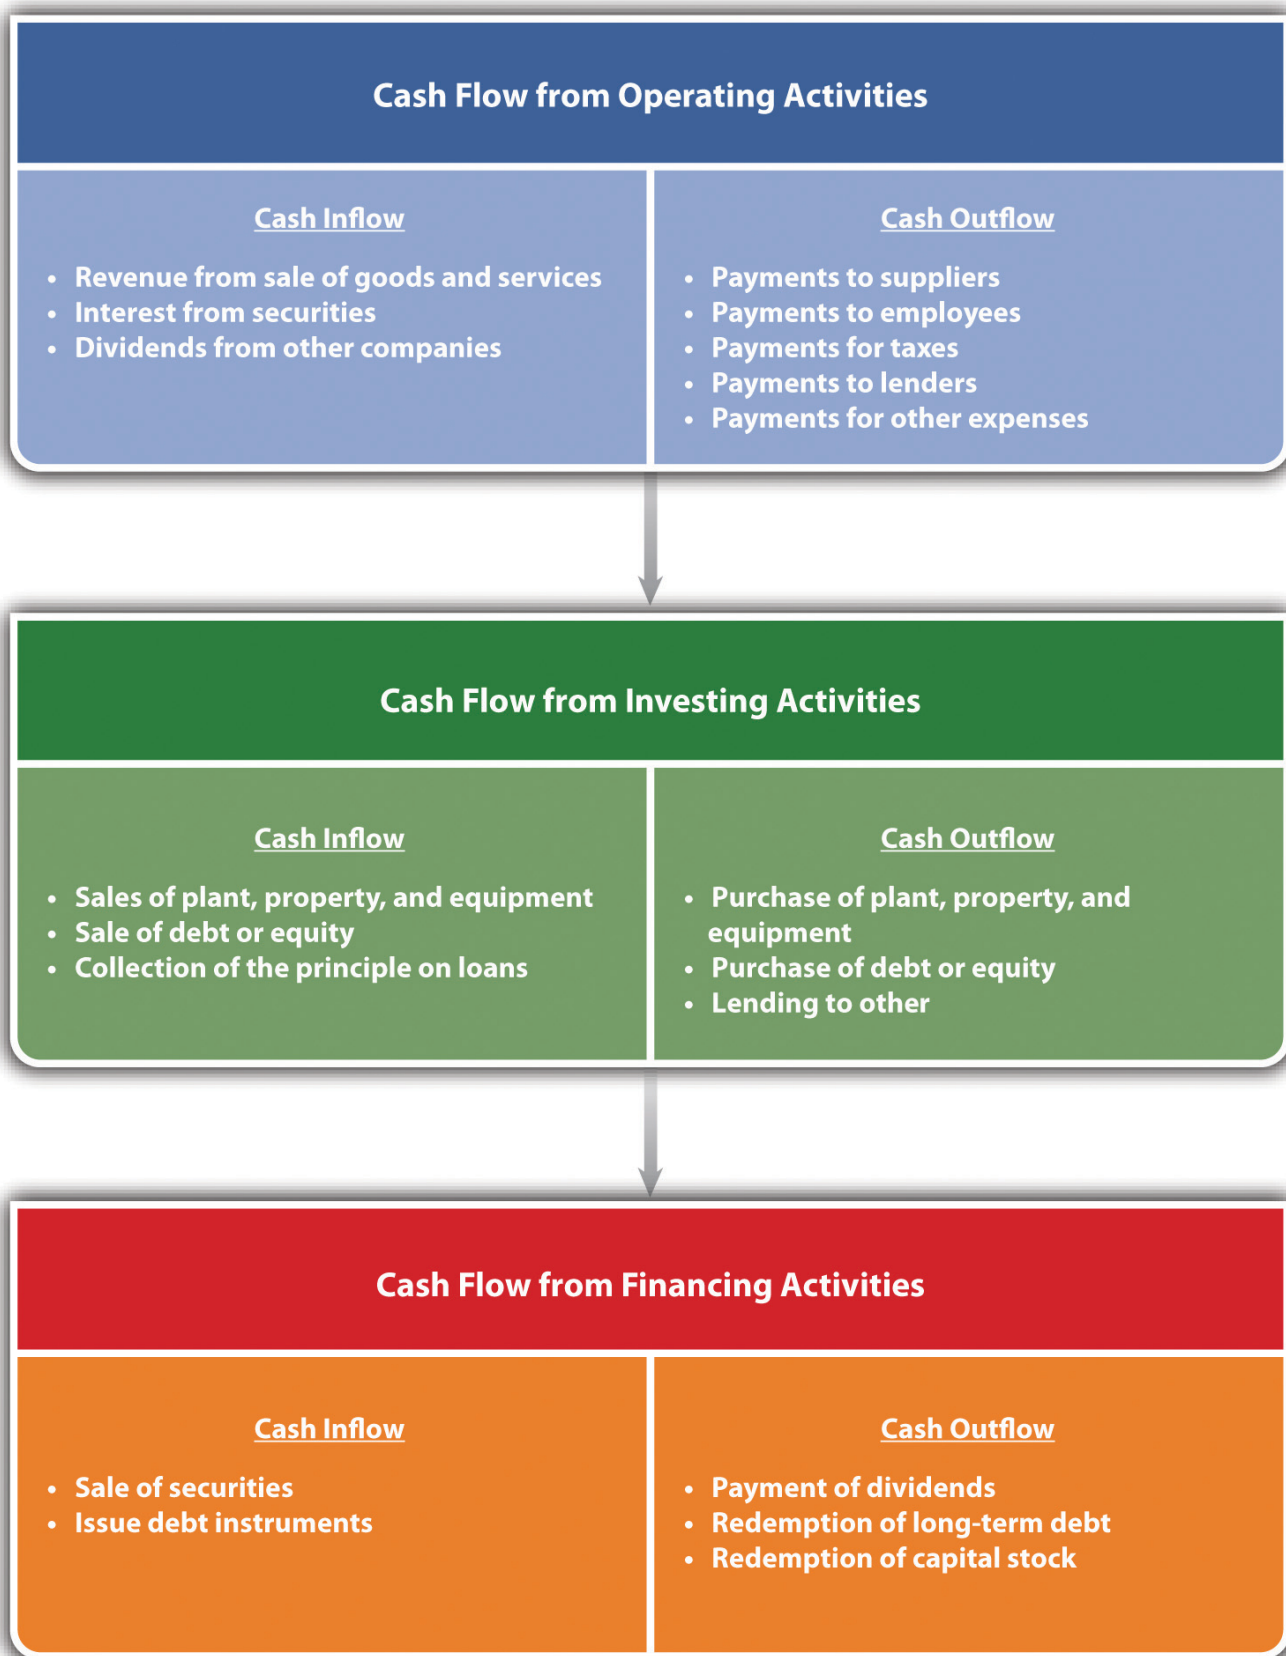 Cash Flow from Operating Activities
Cash Inflow
• Revenue from sale of goods and services
• Interest from securities
• Dividends from other companies
Cash Outflow
• Payments to suppliers
• Payments to employees
• Payments for taxes
• Payments to lenders
• Payments for other expenses
Cash Flow from Investing Activities
Cash Inflow
• Sales of plant, property, and equipment
• Sale of debt or equity
• Collection of the principle on loans
Cash Outflow
• Purchase of plant, property, and
equipment
• Purchase of debt or equity
• Lending to other
Cash Flow from Financing Activities
Cash Inflow
• Sale of securities
• Issue debt instruments
Cash Outflow
• Payment of dividends
• Redemption of long-term debt
• Redemption of capital stock